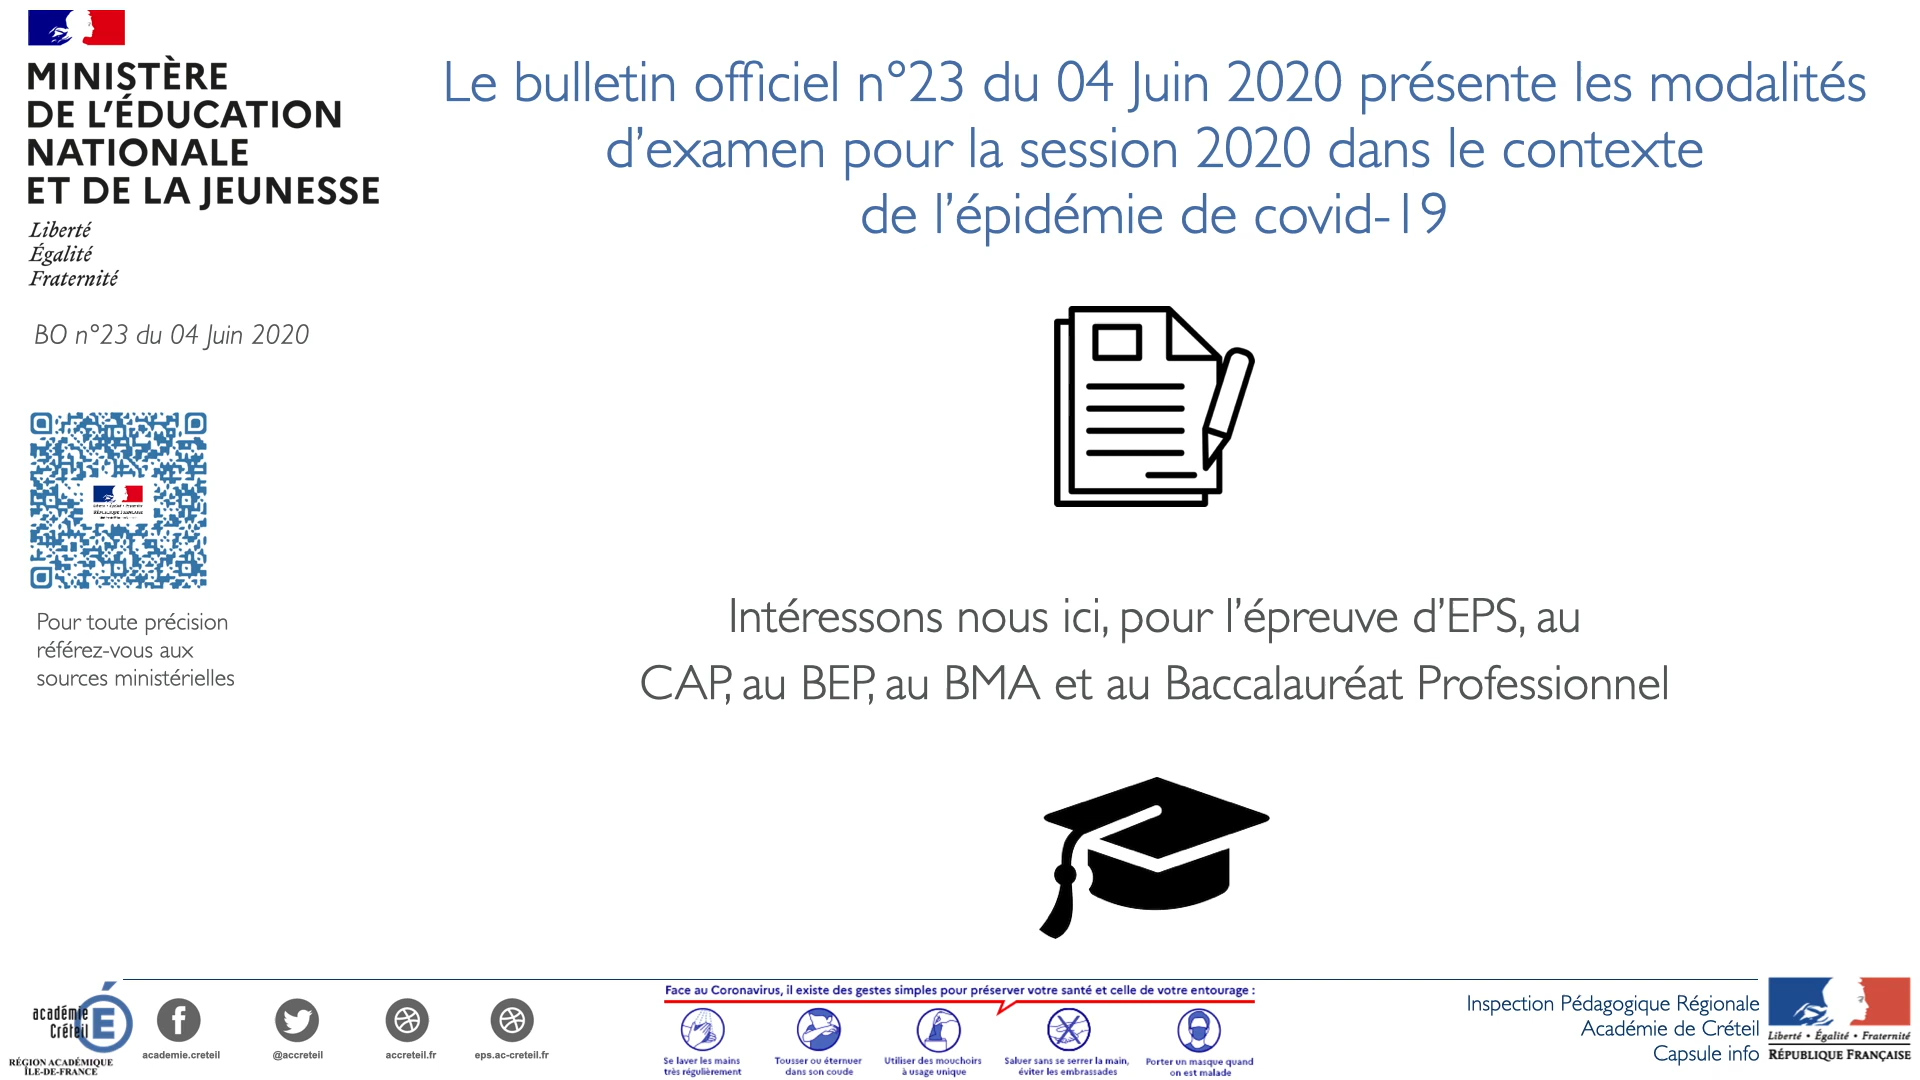 MINISTÈRE
DE L'ÉDUCATION
NATIONALE
ET DE LA JEUNESSE
Liberté
Égalité
Fraternité
BO n°23 du 04 Juin 2020
Pour toute précision
référez-vous aux
sources ministérielles
Le bulletin officiel n°23 du 04 Juin 2020 présente les modalités
d'examen pour la session 2020 dans le contexte
de l'épidémie de covid-19
Intéressons nous ici, pour l'épreuve d'EPS, au
CAP, au BEP, au BMA et au Baccalauréat Professionnel
académie
Créteil
RÉGION ACADÉMIQUE
ÎLE-DE-FRANCE
academie.creteil
@accreteil
accreteil.fr
eps.ac-creteil.fr
Face au Coronavirus, il existe des gestes simples pour préserver votre santé et celle de votre entourage :
Se laver les mains
très régulièrement
Tousser ou éternuer
dans son coude
Utiliser des mouchoirs
à usage unique
Saluer sans se serrer la main,
éviter les embrassades
Porter un masque quand
on est malade
Inspection Pédagogique Régionale
Académie de Créteil
Capsule info
Liberté • Égalité • Fraternité
RÉPUBLIQUE FRANÇAISE